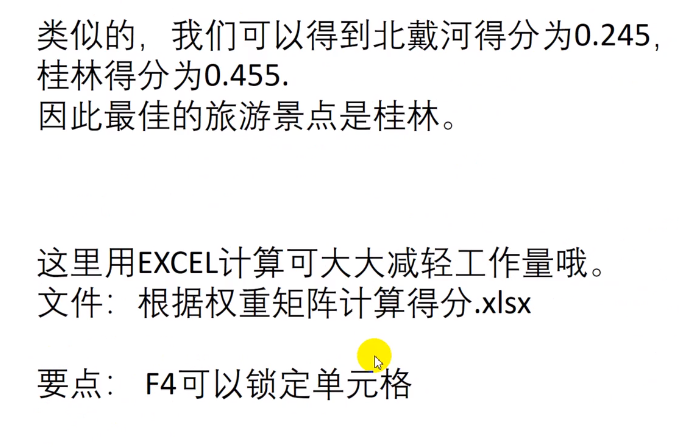 类似的，我们可以得到北戴河得分为0.245，
桂林得分为0.455.
因此最佳的旅游景点是桂林。
这里用EXCEL计算可大大减轻工作量哦。
文件：根据权重矩阵计算得分.xlsx
要点： F4可以锁定单元格